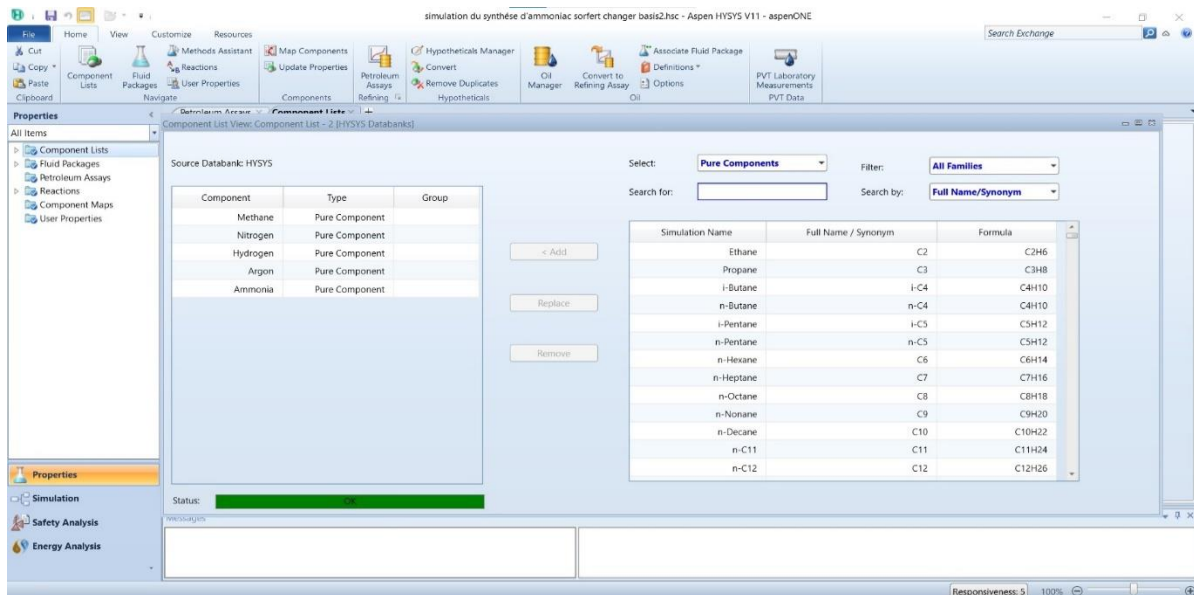 simulation du synthése d'ammoniac sorfert changer basis2.hsc - Aspen HYSYS V11 - aspenONE
File Home View Customize Resources Search Exchange
Cut
Copy
Paste
Clipboard
Component Lists
Fluid Packages
Methods Assistant
Reactions
User Properties
Navigate
Map Components
Update Properties
Components
Petroleum Assays
Refining
Hypotheticals Manager
Convert
Remove Duplicates
Hypotheticals
Oil Manager
Convert to Refining Assay
Associate Fluid Package
Definitions
Options
Oil
PVT Laboratory Measurements
PVT Data
Properties
All Items
Component Lists
Fluid Packages
Petroleum Assays
Reactions
Component Maps
User Properties
Properties
Simulation
Safety Analysis
Energy Analysis
Petroleum Assays Component Lists +
Component List View: Component List - 2 [HYSYS Databanks]
Source Databank: HYSYS
Component Type Group
Methane Pure Component
Nitrogen Pure Component
Hydrogen Pure Component
Argon Pure Component
Ammonia Pure Component
Status: OK
< Add
Replace
Remove
Select: Pure Components Filter: All Families
Search for: Search by: Full Name/Synonym
Simulation Name Full Name / Synonym Formula
Ethane C2 C2H6
Propane C3 C3H8
i-Butane i-C4 C4H10
n-Butane n-C4 C4H10
i-Pentane i-C5 C5H12
n-Pentane n-C5 C5H12
n-Hexane C6 C6H14
n-Heptane C7 C7H16
n-Octane C8 C8H18
n-Nonane C9 C9H20
n-Decane C10 C10H22
n-C11 C11 C11H24
n-C12 C12 C12H26
Messages
Responsiveness: 5 100%